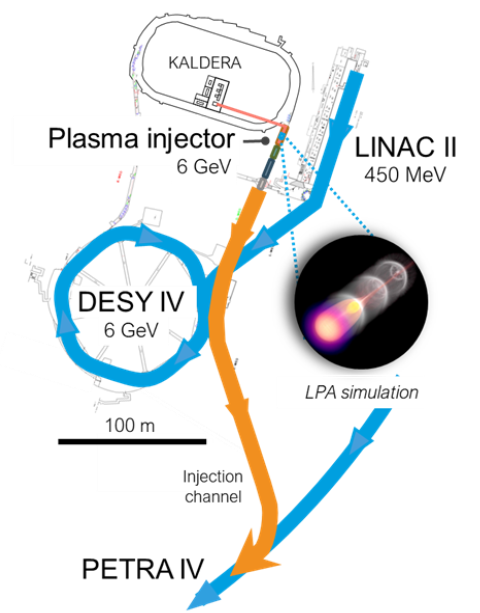 KALDERA
Plasma injector
6 GeV
LINAC II
450 MeV
DESY IV
6 GeV
LPA simulation
100 m
Injection
channel
PETRA IV